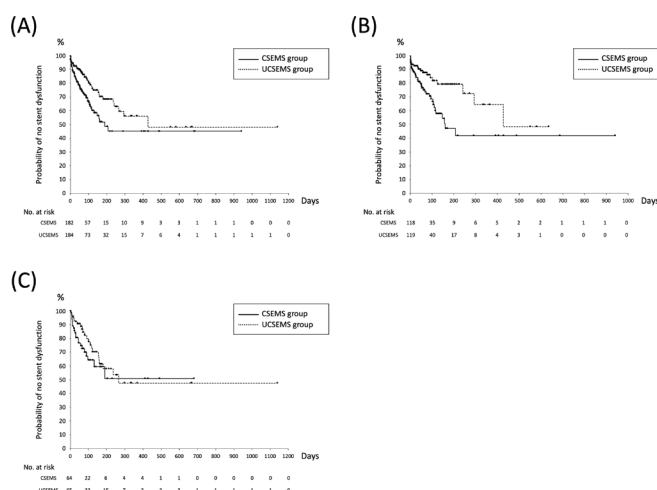 (A)
%
CSEMS group
UCSEMS group
Probability of no stent dysfunction
100
90
80
70
60
50
40
30
20
10
0
0 100 200 300 400 500 600 700 800 900 1000 1100 1200
Days
No. at risk
CSEMS 182 57 15 10 9 3 3 1 1 1 0 0 0
UCSEMS 184 73 32 15 7 6 4 1 1 1 1 1 0
(B)
%
CSEMS group
UCSEMS group
Probability of no stent dysfunction
100
90
80
70
60
50
40
30
20
10
0
0 100 200 300 400 500 600 700 800 900 1000
Days
No. at risk
CSEMS 118 35 9 6 5 2 2 1 1 1 0
UCSEMS 119 40 17 8 4 3 1 0 0 0 0
(C)
%
CSEMS group
UCSEMS group
Probability of no stent dysfunction
100
90
80
70
60
50
40
30
20
10
0
0 100 200 300 400 500 600 700 800 900 1000 1100 1200
Days
No. at risk
CSEMS 64 22 6 4 4 1 1 0 0 0 0 0 0
UCSEMS